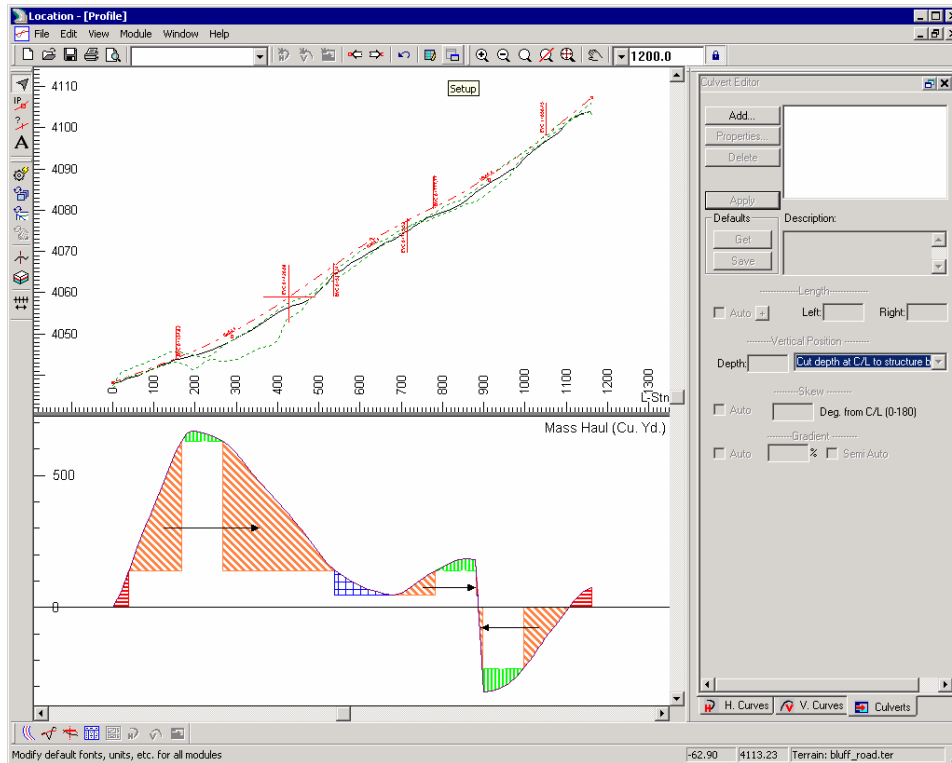 Location - [Profile]
File Edit View Module Window Help
1200.0
Setup
4110
4100
4090
4080
4070
4060
4050
0 100 200 300 400 500 600 700 800 900 1000 1100 1200 1300
L-Stn
Mass Haul (Cu. Yd.)
500
0
Culvert Editor
Add...
Properties...
Delete
Apply
Defaults
Description:
Get
Save
Length
Auto + Left: Right:
Vertical Position
Depth: Cut depth at C/L to structure b
Skew
Auto Deg. from C/L (0-180)
Gradient
Auto % Semi Auto
H. Curves V. Curves Culverts
Modify default fonts, units, etc. for all modules
-62.90 4113.23 Terrain: bluff_road.ter